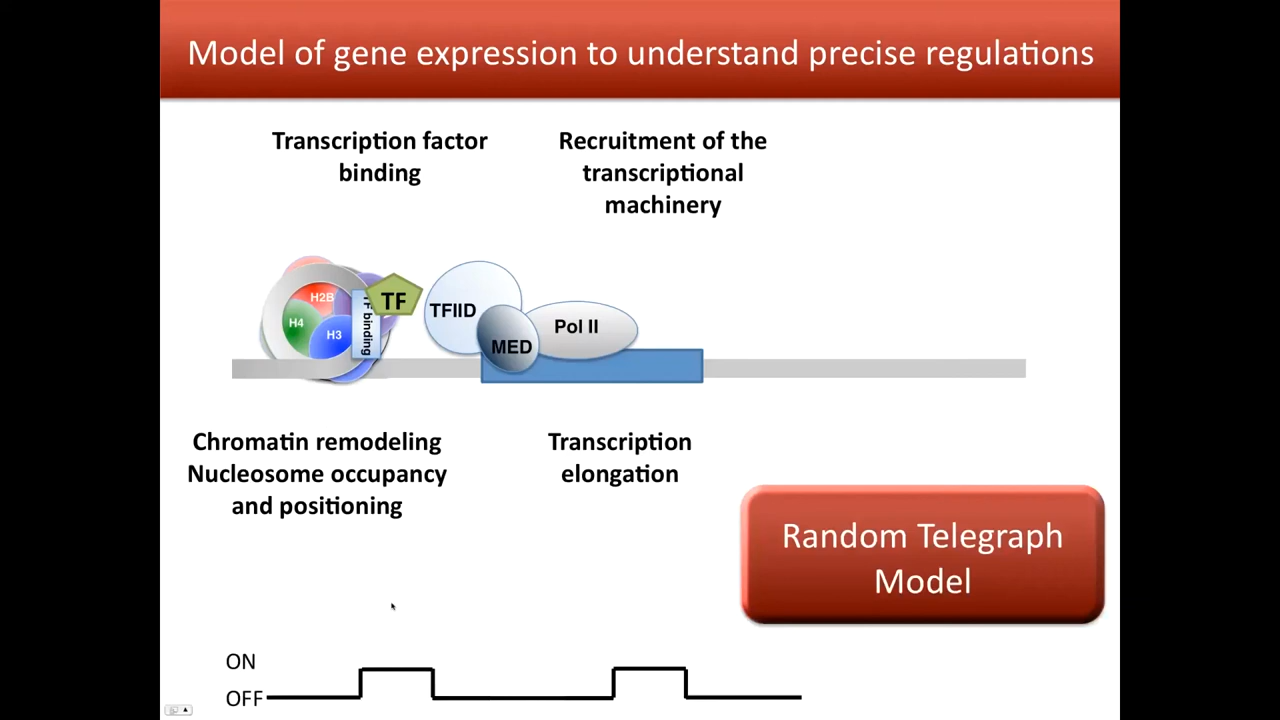 Model of gene expression to understand precise regulations
Transcription factor
binding
Recruitment of the
transcriptional
machinery
H2B
H4
H3
TF binding
TF
TFIID
MED
Pol II
Chromatin remodeling
Nucleosome occupancy
and positioning
Transcription
elongation
Random Telegraph
Model
ON
OFF